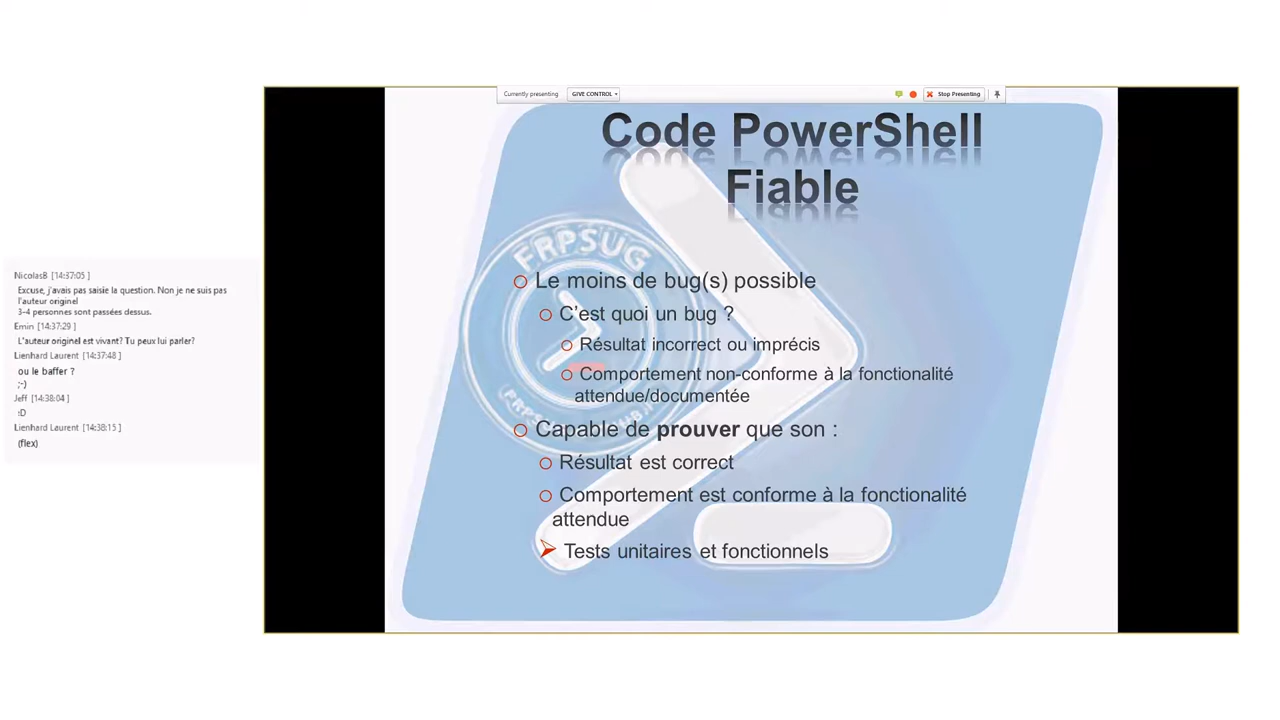 Currently presenting
GIVE CONTROL
Stop Presenting
Code PowerShell
Fiable
FRPSUG
Le moins de bug(s) possible
C'est quoi un bug ?
Résultat incorrect ou imprécis
Comportement non-conforme à la fonctionalité
attendue/documentée
Capable de prouver que son :
Résultat est correct
Comportement est conforme à la fonctionalité
attendue
Tests unitaires et fonctionnels
NicolasB [14:37:05]
Excuse, j'avais pas saisie la question. Non je ne suis pas
l'auteur originel
3-4 personnes sont passées dessus.
Emin [14:37:29]
L'auteur originel est vivant? Tu peux lui parler?
Lienhard Laurent [14:37:48]
ou le baffer ?
;-)
Jeff [14:38:04]
:D
Lienhard Laurent [14:38:15]
(flex)